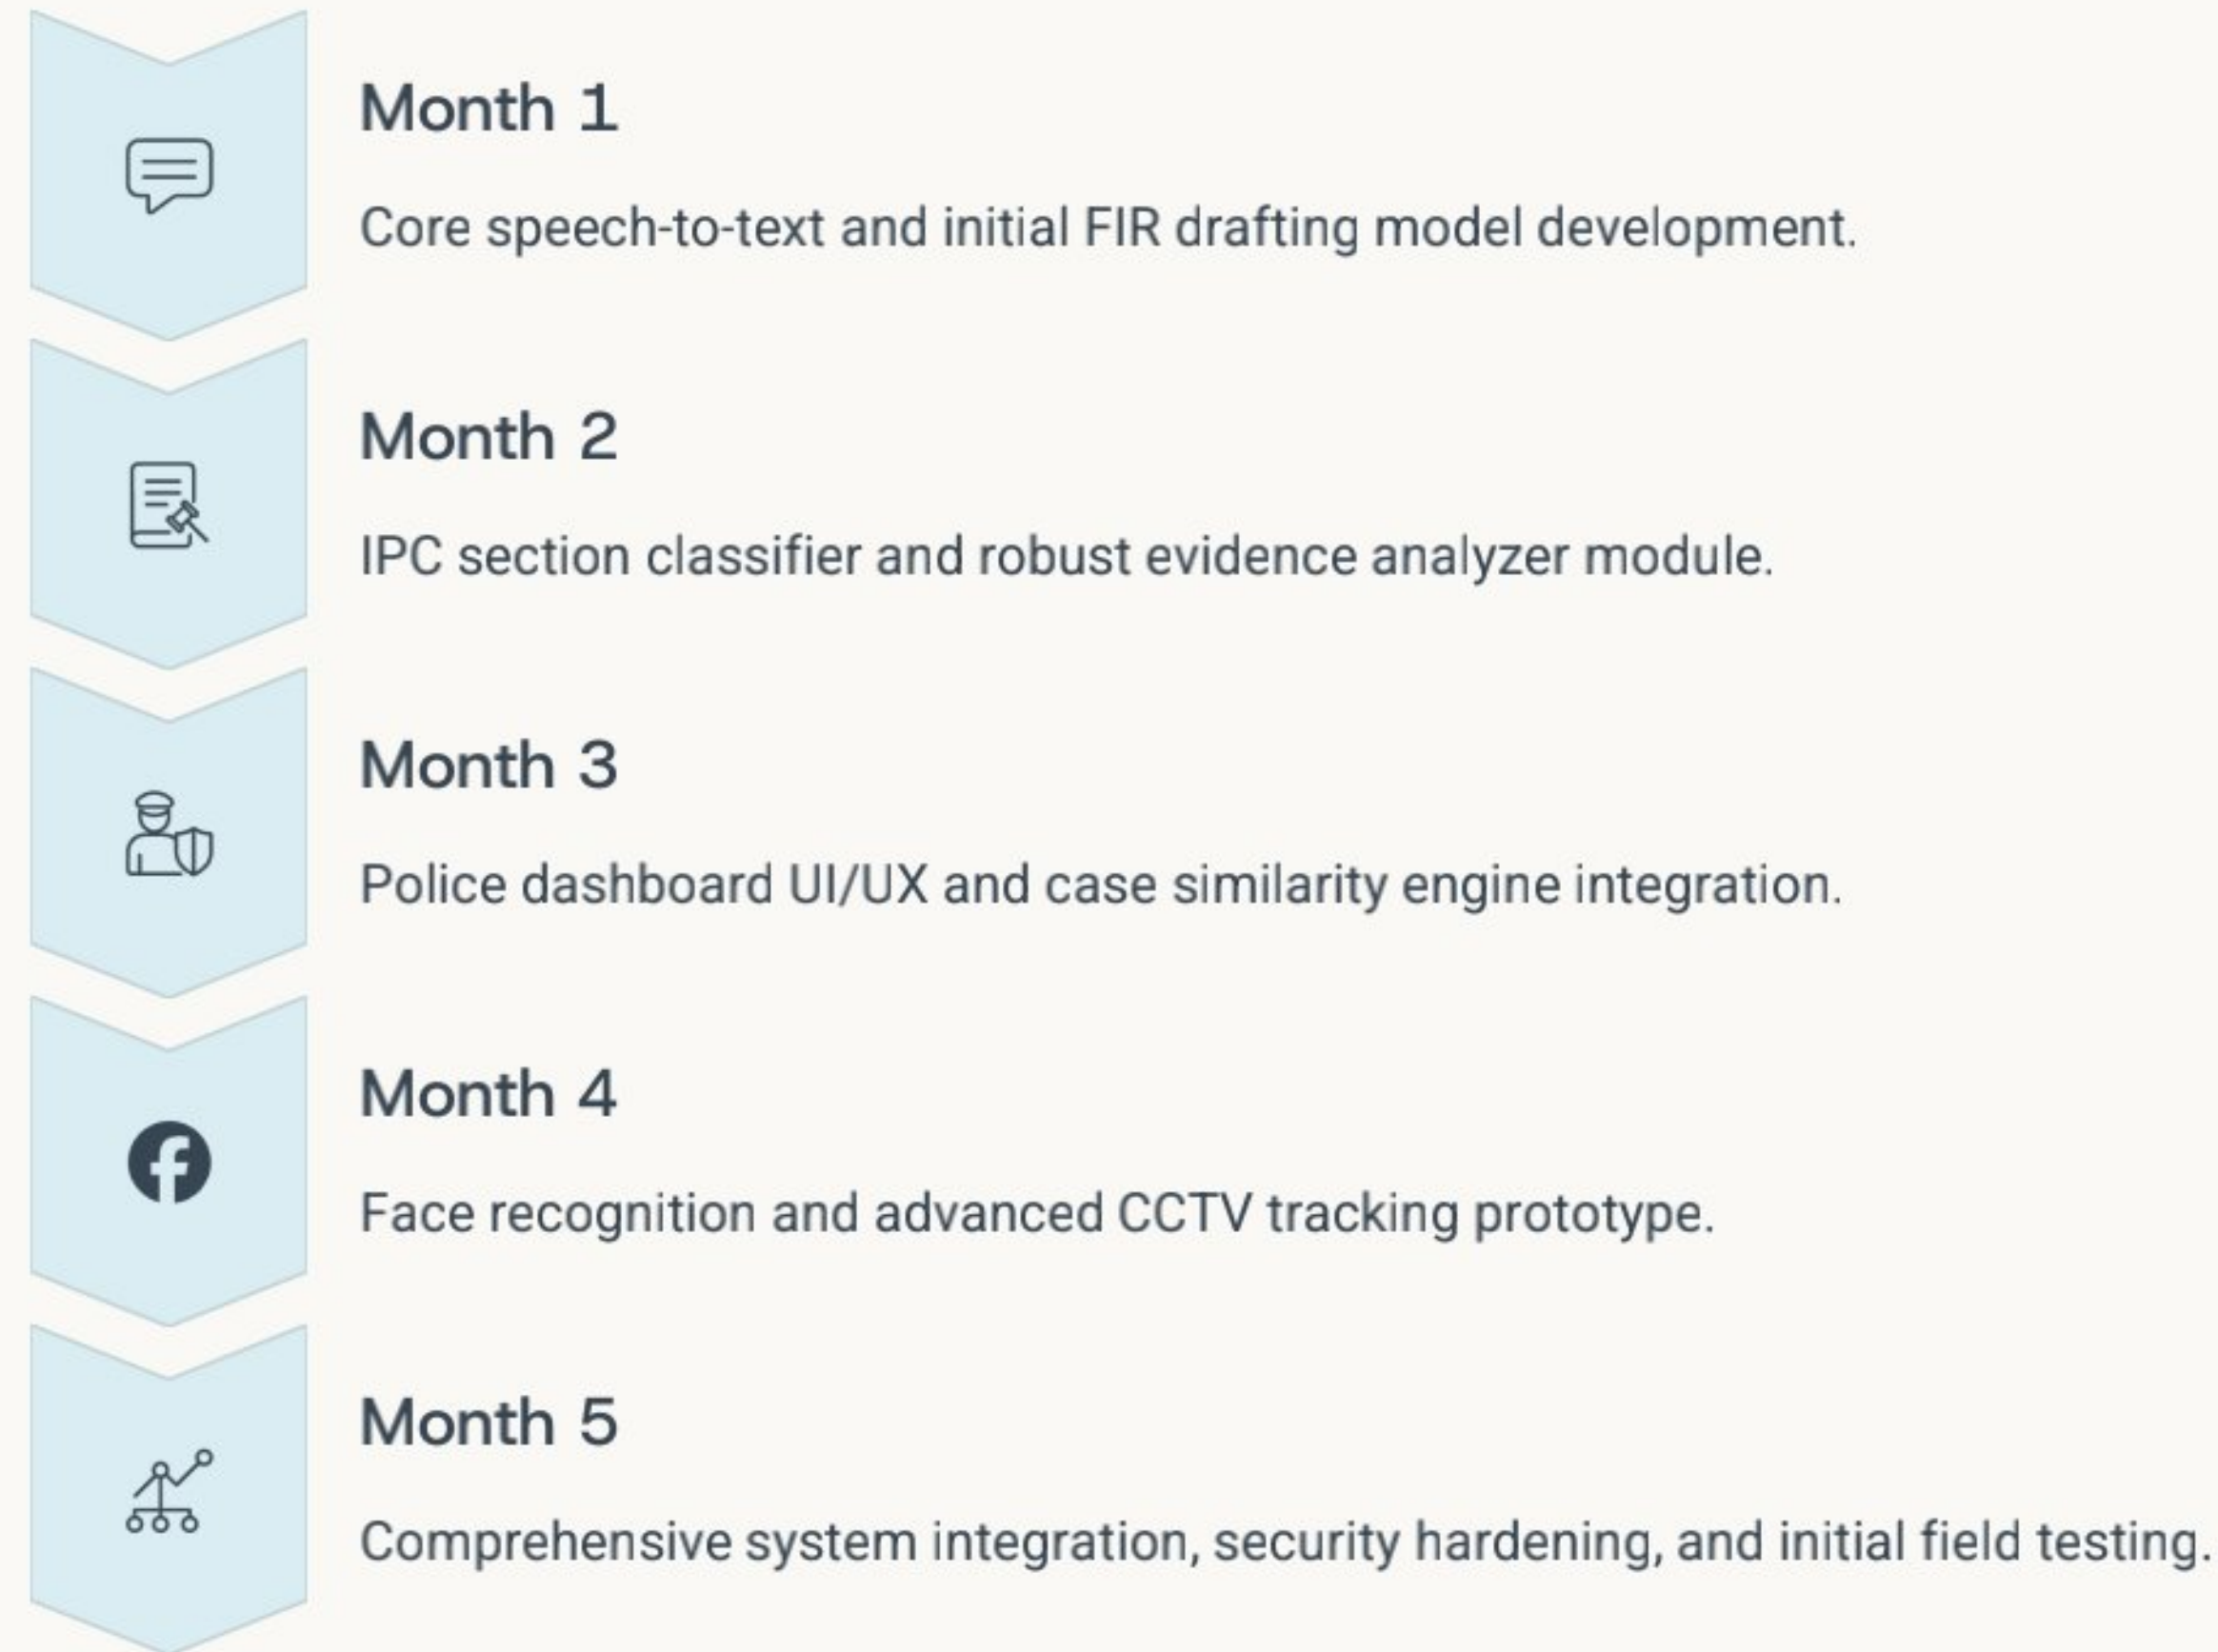 Month 1
Core speech-to-text and initial FIR drafting model development.
Month 2
IPC section classifier and robust evidence analyzer module.
Month 3
Police dashboard UI/UX and case similarity engine integration.
Month 4
Face recognition and advanced CCTV tracking prototype.
Month 5
Comprehensive system integration, security hardening, and initial field testing.